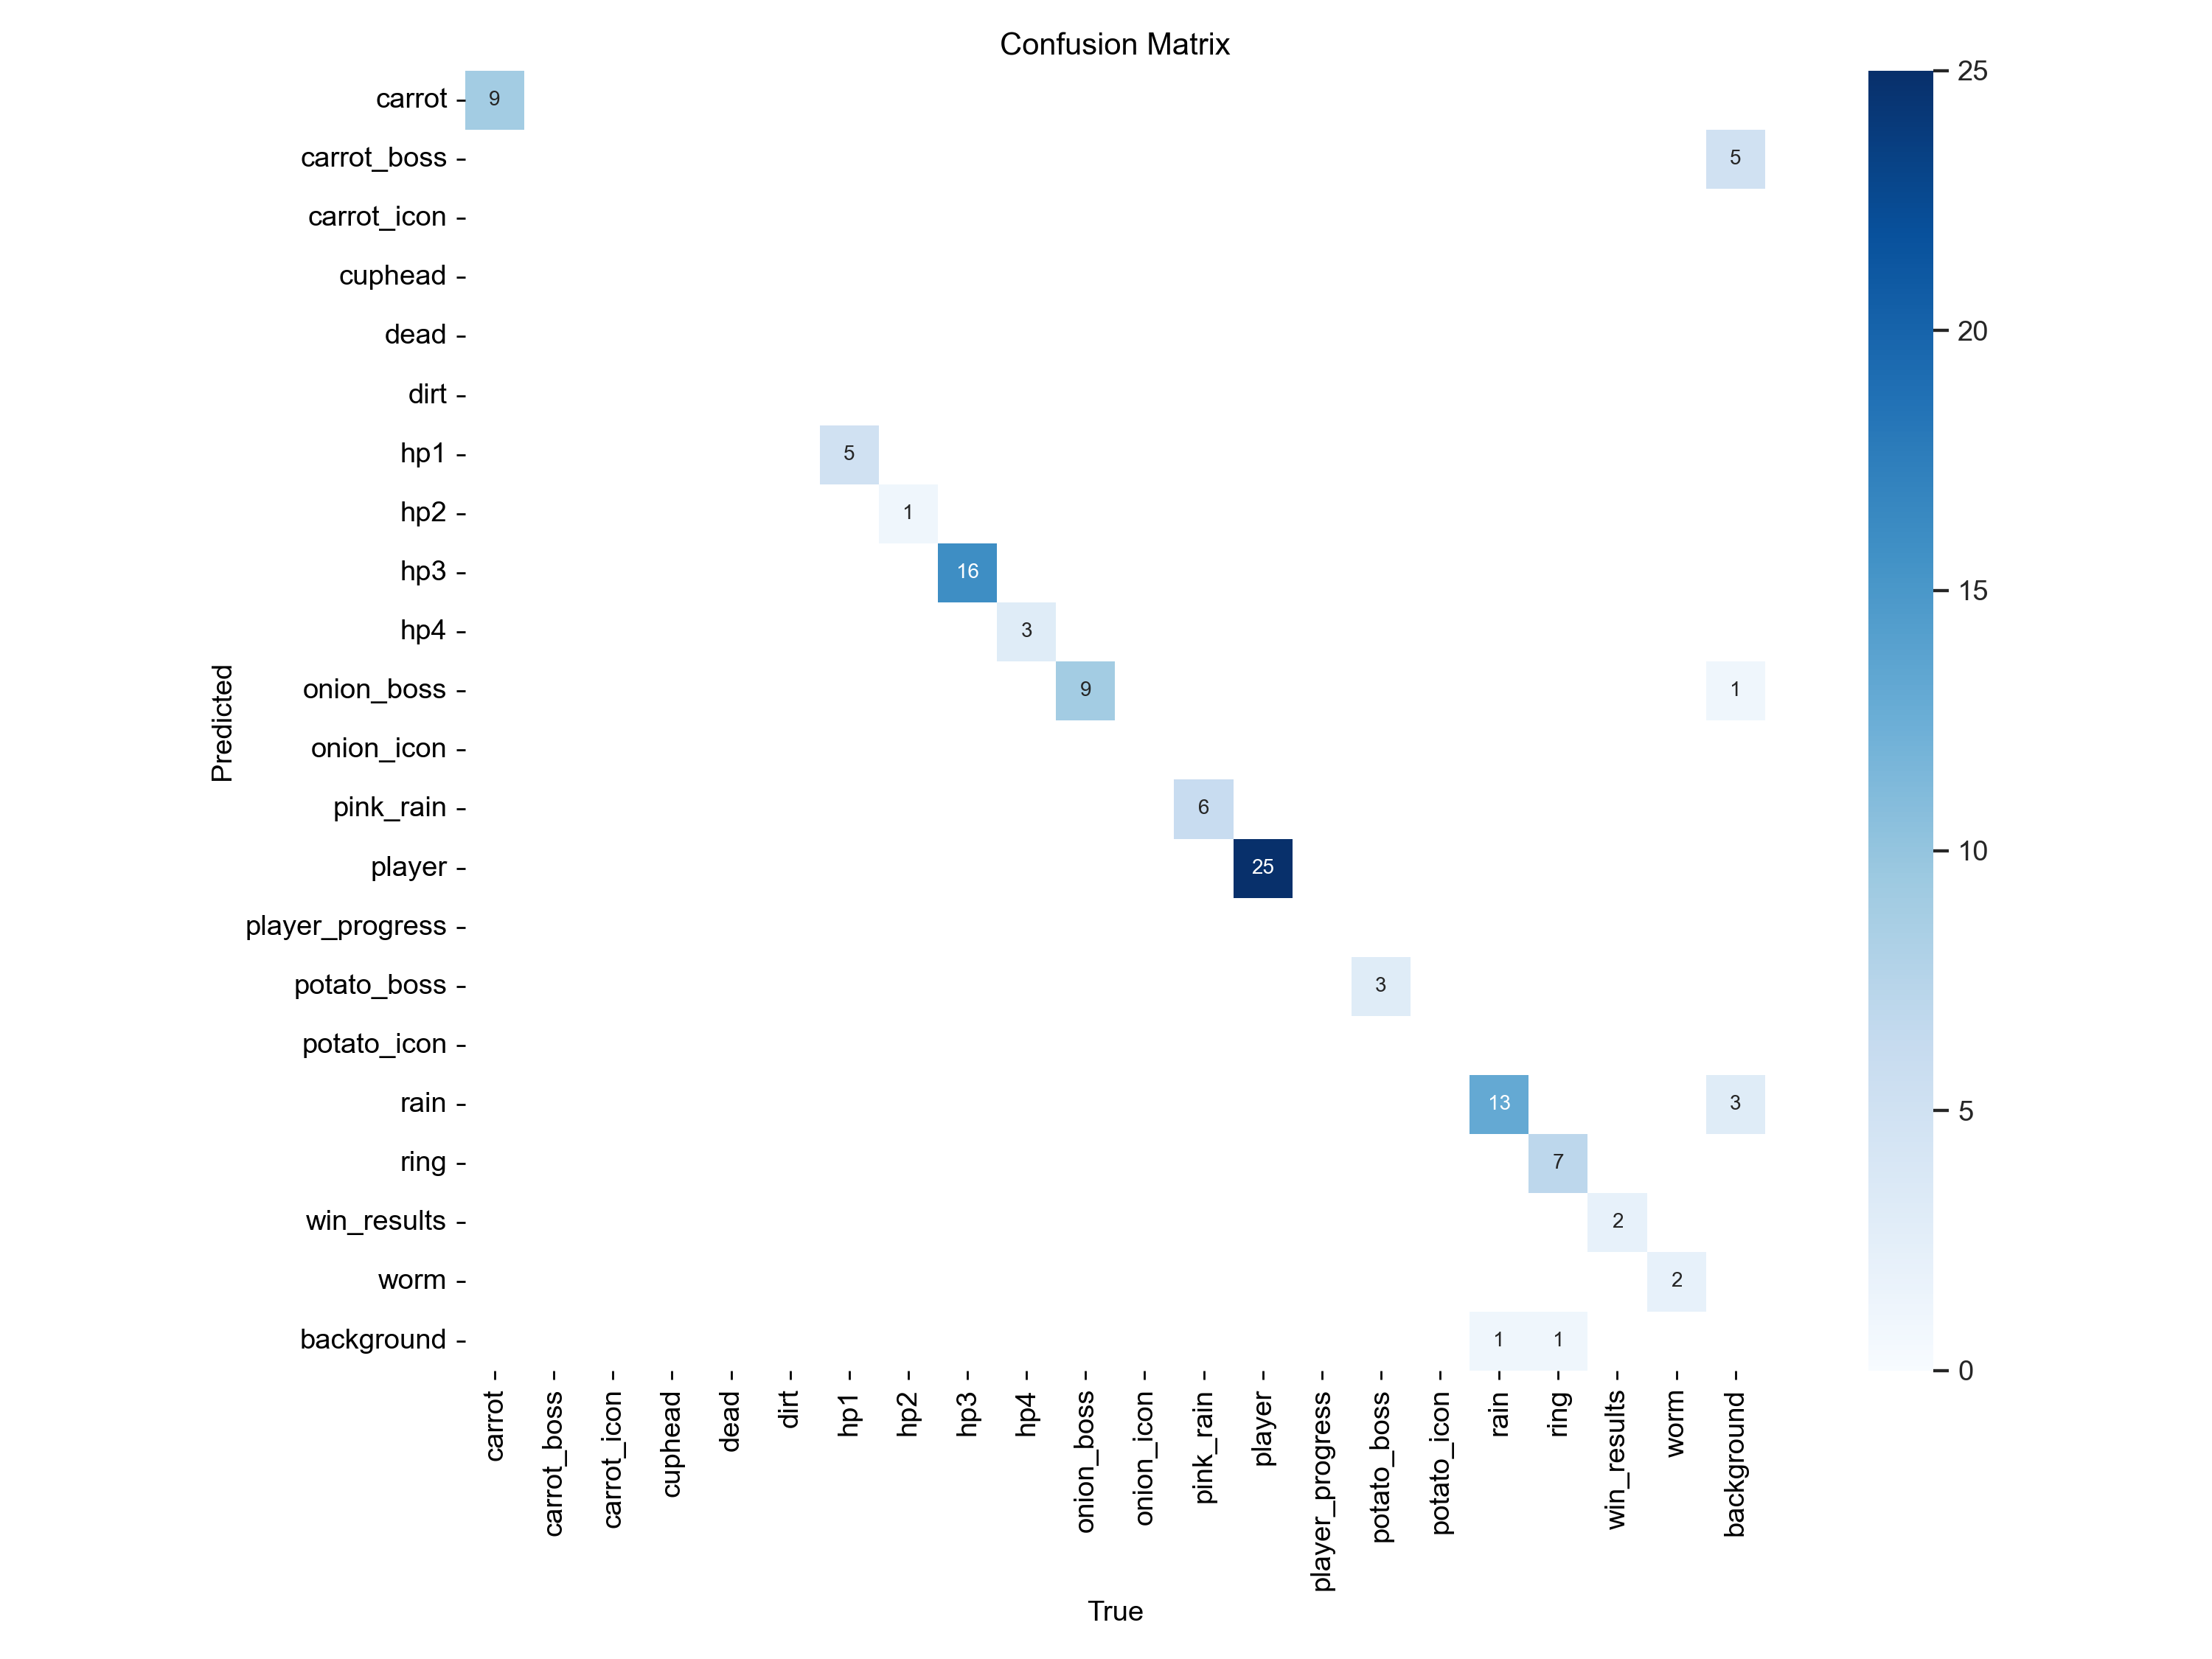 Confusion Matrix
carrot 9
carrot_boss 5
carrot_icon
cuphead
dead
dirt
hp1 5
hp2 1
hp3 16
hp4 3
onion_boss 9 1
onion_icon
pink_rain 6
player 25
player_progress
potato_boss 3
potato_icon
rain 13 3
ring 7
win_results 2
worm 2
background 1 1
Predicted
carrot
carrot_boss
carrot_icon
cuphead
dead
dirt
hp1
hp2
hp3
hp4
onion_boss
onion_icon
pink_rain
player
player_progress
potato_boss
potato_icon
rain
ring
win_results
worm
background
True
25
20
15
10
5
0